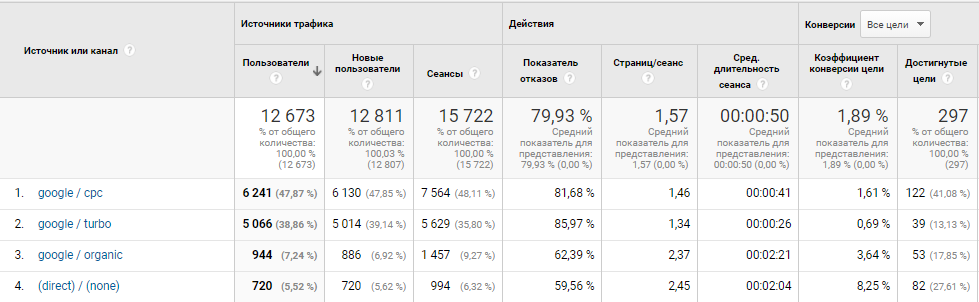 Источники трафика Действия Конверсии Все цели
Источник или канал ?
Пользователи ?
Новые
пользователи
?
Сеансы ?
Показатель
отказов ?
Страниц/сеанс
?
Сред.
длительность
сеанса ?
Коэффициент
конверсии цели
?
Достигнутые
цели ?
12 673
% от общего
количества:
100,00 %
(12 673)
12 811
% от общего
количества:
100,03 %
(12 807)
15 722
% от общего
количества:
100,00 %
(15 722)
79,93 %
Средний
показатель для
представления:
79,93 % (0,00 %)
1,57
Средний
показатель для
представления:
1,57 (0,00 %)
00:00:50
Средний
показатель для
представления:
00:00:50 (0,00 %)
1,89 %
Средний
показатель для
представления:
1,89 % (0,00 %)
297
% от общего
количества:
100,00 %
(297)
1. google / cpc 6 241 (47,87 %) 6 130 (47,85 %) 7 564 (48,11 %) 81,68 % 1,46 00:00:41 1,61 % 122 (41,08 %)
2. google / turbo 5 066 (38,86 %) 5 014 (39,14 %) 5 629 (35,80 %) 85,97 % 1,34 00:00:26 0,69 % 39 (13,13 %)
3. google / organic 944 (7,24 %) 886 (6,92 %) 1 457 (9,27 %) 62,39 % 2,37 00:02:21 3,64 % 53 (17,85 %)
4. (direct) / (none) 720 (5,52 %) 720 (5,62 %) 994 (6,32 %) 59,56 % 2,45 00:02:04 8,25 % 82 (27,61 %)